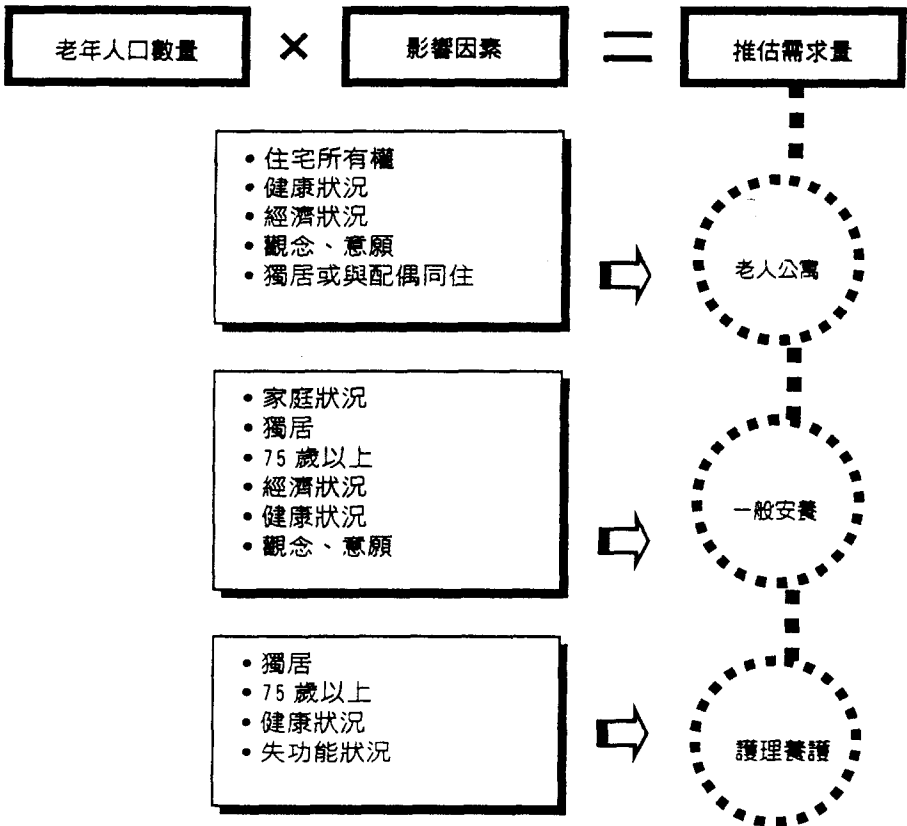 老年人口數量 × 影響因素 = 推估需求量
• 住宅所有權
• 健康狀況
• 經濟狀況
• 觀念、意願
• 獨居或與配偶同住
老人公寓
• 家庭狀況
• 獨居
• 75 歲以上
• 經濟狀況
• 健康狀況
• 觀念、意願
一般安養
• 獨居
• 75 歲以上
• 健康狀況
• 失功能狀況
護理養護